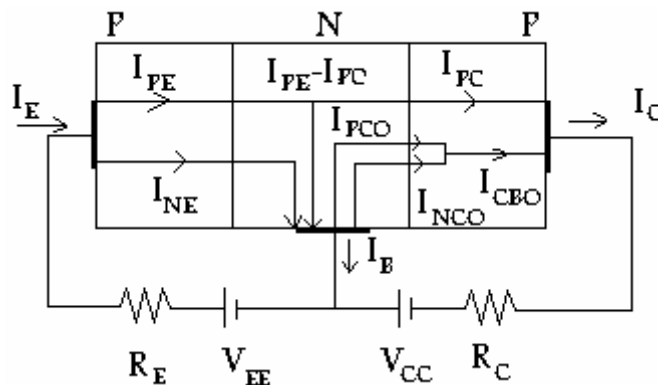 P N P
I_PE I_PE-I_PC I_PC
I_E I_C
I_PCO
I_NE I_CBO
I_NCO
I_B
R_E V_EE V_CC R_C